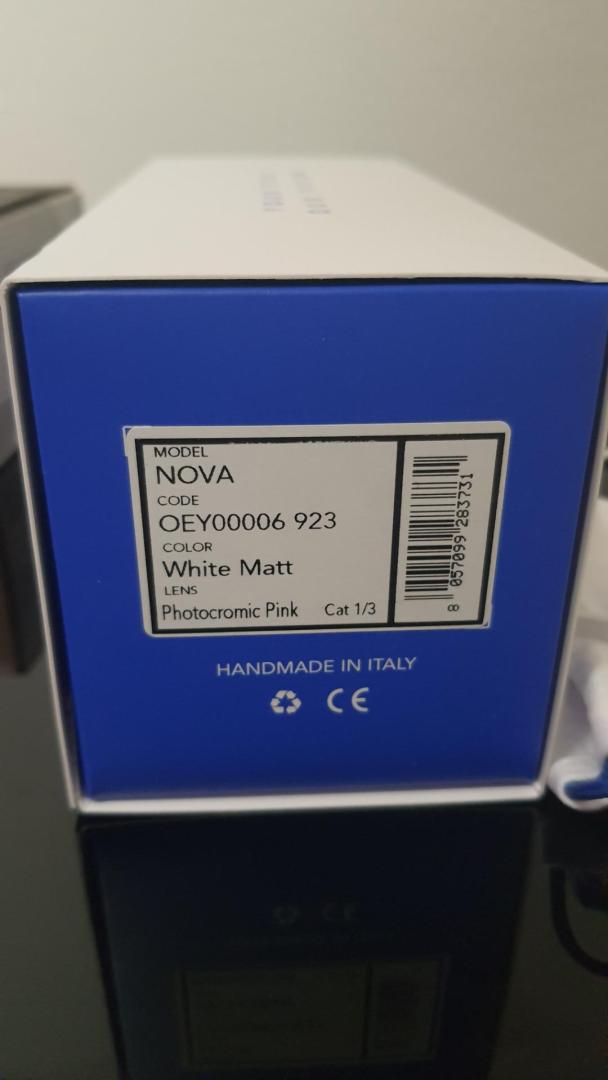 MODEL
NOVA
CODE
OEY00006 923
COLOR
White Matt
LENS
Photocromic Pink Cat 1/3
8 057099 283731
HANDMADE IN ITALY
CE